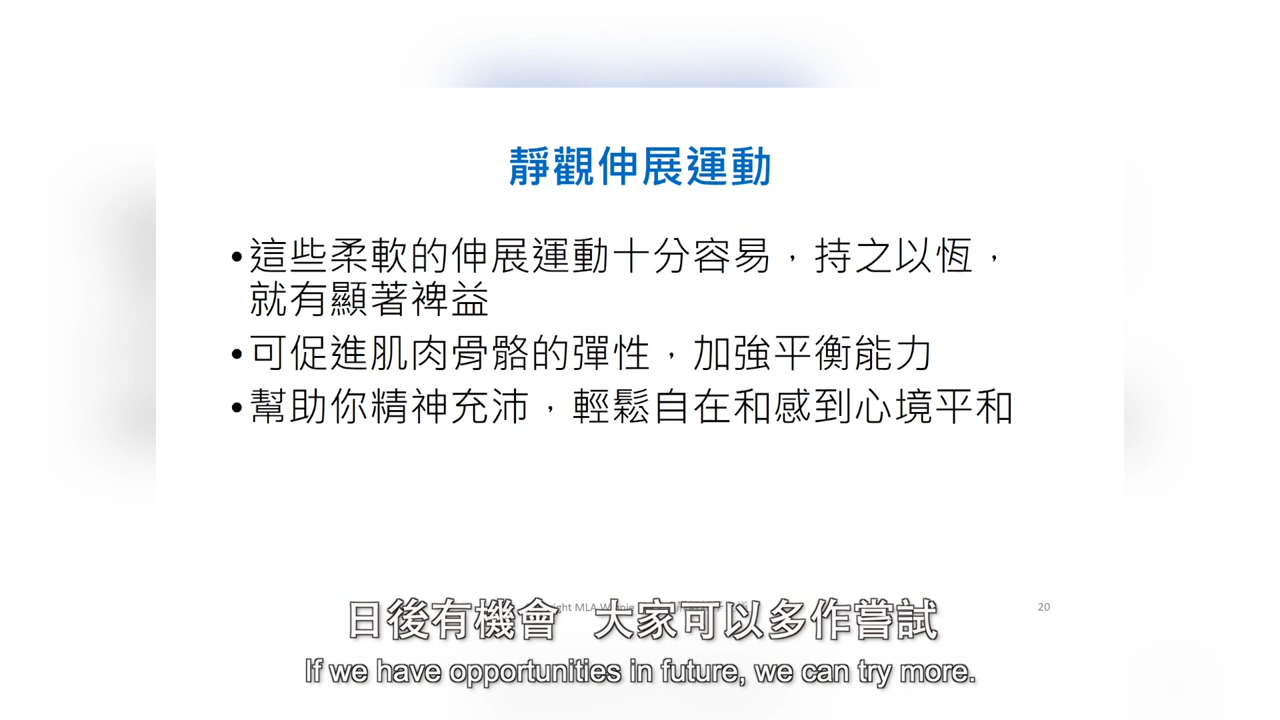 靜觀伸展運動
•這些柔軟的伸展運動十分容易，持之以恆，
就有顯著裨益
•可促進肌肉骨骼的彈性，加強平衡能力
•幫助你精神充沛，輕鬆自在和感到心境平和
MLA
20
日後有機會 大家可以多作嘗試
If we have opportunities in future, we can try more.